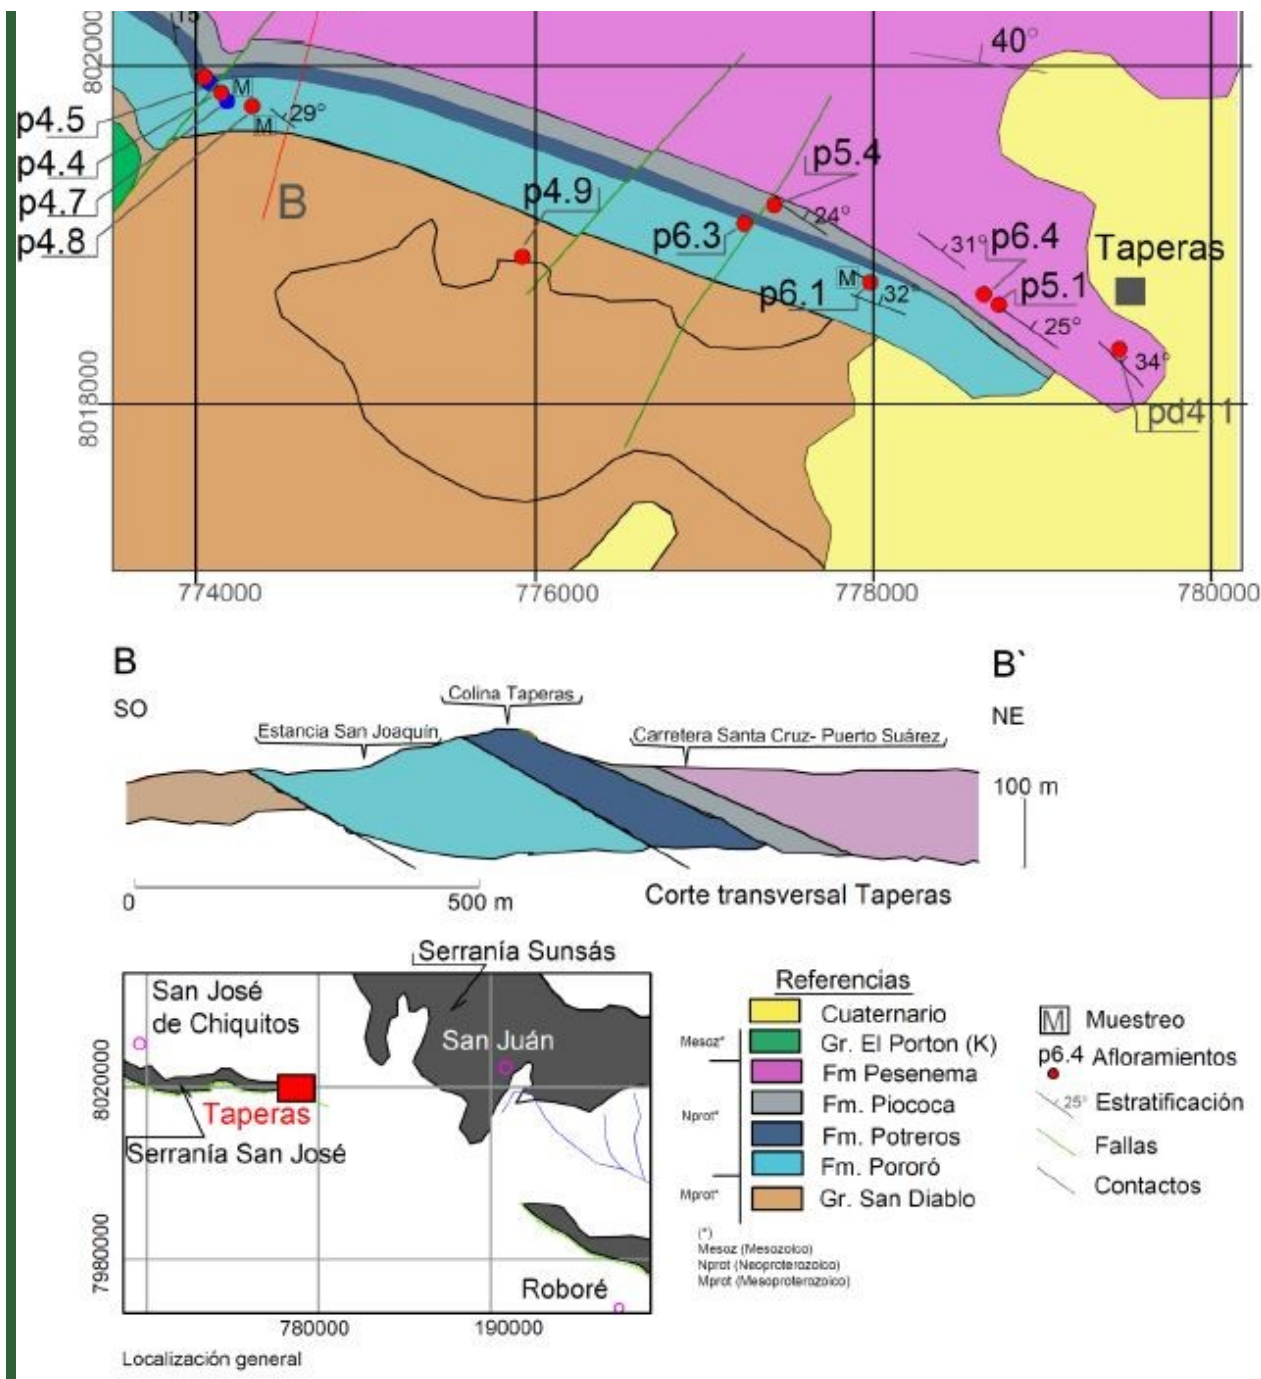 15
8020000
40°
M
29°
M
p4.5
p4.4
p4.7
p4.8
B
p4.9
p5.4
24°
p6.3
31°
p6.4
Taperas
M
p6.1
32°
p5.1
25°
34°
pd4.1
8018000
774000
776000
778000
780000
B
B`
SO
NE
Colina Taperas
Estancia San Joaquín
Carretera Santa Cruz- Puerto Suárez
100 m
0
500 m
Corte transversal Taperas
Serranía Sunsás
San José
de Chiquitos
San Juán
8020000
Taperas
Serranía San José
7980000
Roboré
780000
190000
Localización general
Referencias
Cuaternario
Mesoz*
Gr. El Porton (K)
Fm Pesenema
Nprot*
Fm. Piococa
Fm. Potreros
Fm. Pororó
Mprot*
Gr. San Diablo
(*)
Mesoz (Mesozoico)
Nprot (Neoproterozoico)
Mprot (Mesoproterozoico)
M Muestreo
p6.4 Afloramientos
25° Estratificación
Fallas
Contactos